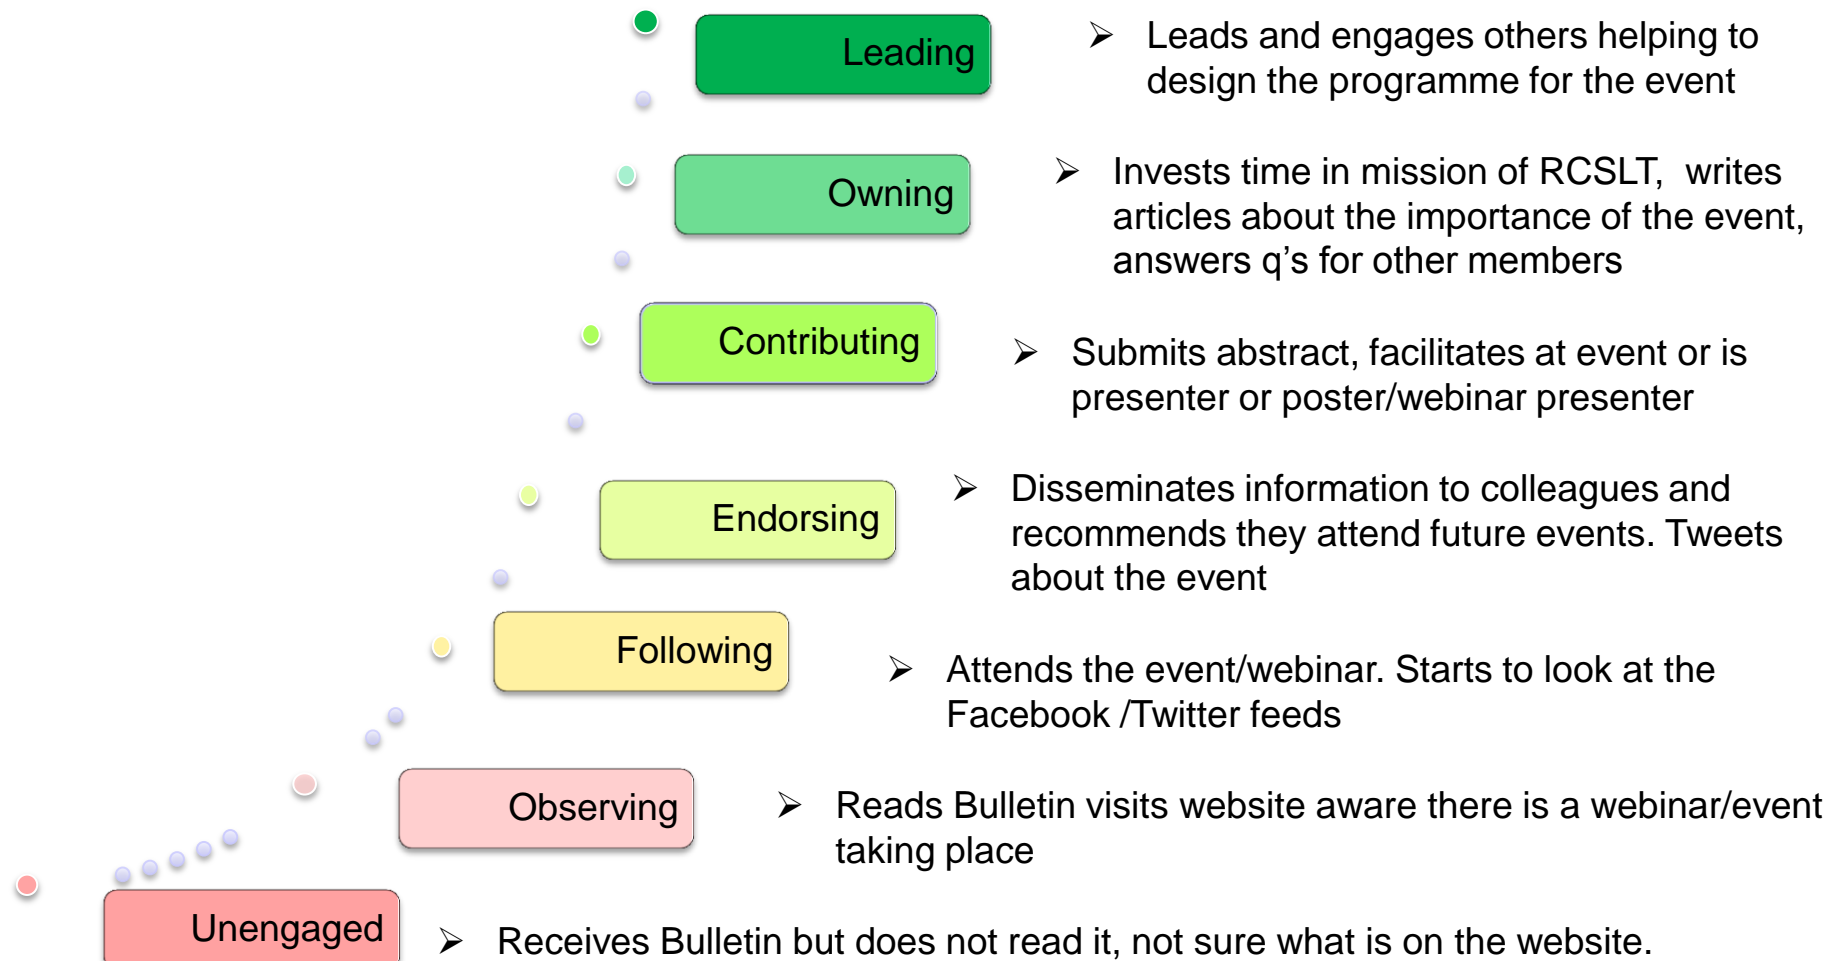 Leading
➢ Leads and engages others helping to
design the programme for the event
Owning
➢ Invests time in mission of RCSLT,  writes
articles about the importance of the event,
answers q’s for other members
Contributing
➢ Submits abstract, facilitates at event or is
presenter or poster/webinar presenter
Endorsing
➢ Disseminates information to colleagues and
recommends they attend future events. Tweets
about the event
Following
➢ Attends the event/webinar. Starts to look at the
Facebook /Twitter feeds
Observing
➢ Reads Bulletin visits website aware there is a webinar/event
taking place
Unengaged
➢ Receives Bulletin but does not read it, not sure what is on the website.